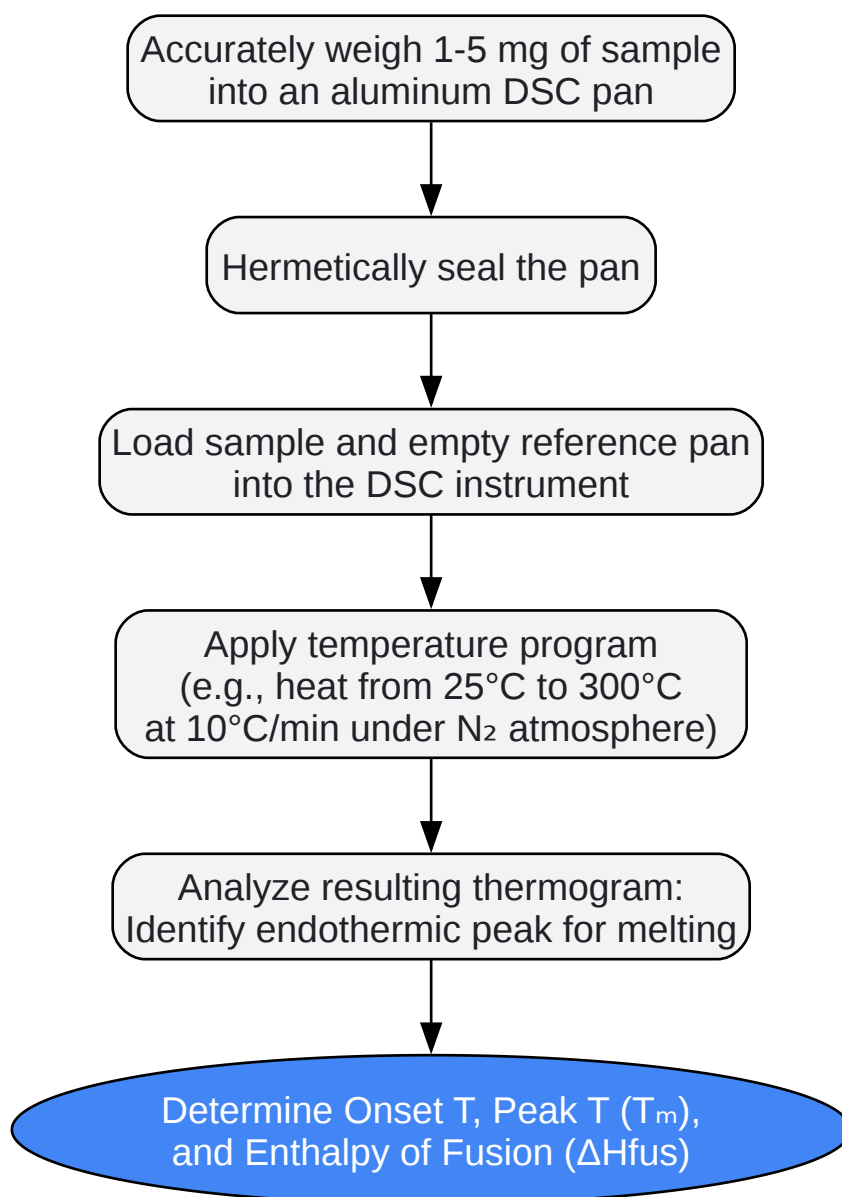 Accurately weigh 1-5 mg of sample
into an aluminum DSC pan
Hermetically seal the pan
Load sample and empty reference pan
into the DSC instrument
Apply temperature program
(e.g., heat from 25°C to 300°C
at 10°C/min under N₂ atmosphere)
Analyze resulting thermogram:
Identify endothermic peak for melting
Determine Onset T, Peak T (Tₘ),
and Enthalpy of Fusion (ΔHfus)